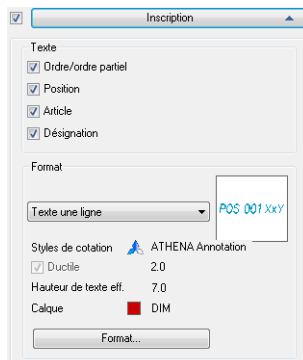 Inscription
Texte
Ordre/ordre partiel
Position
Article
Désignation
Format
Texte une ligne
POS 001 XxY
Styles de cotation ATHENA Annotation
Ductile 2.0
Hauteur de texte eff. 7.0
Calque DIM
Format...